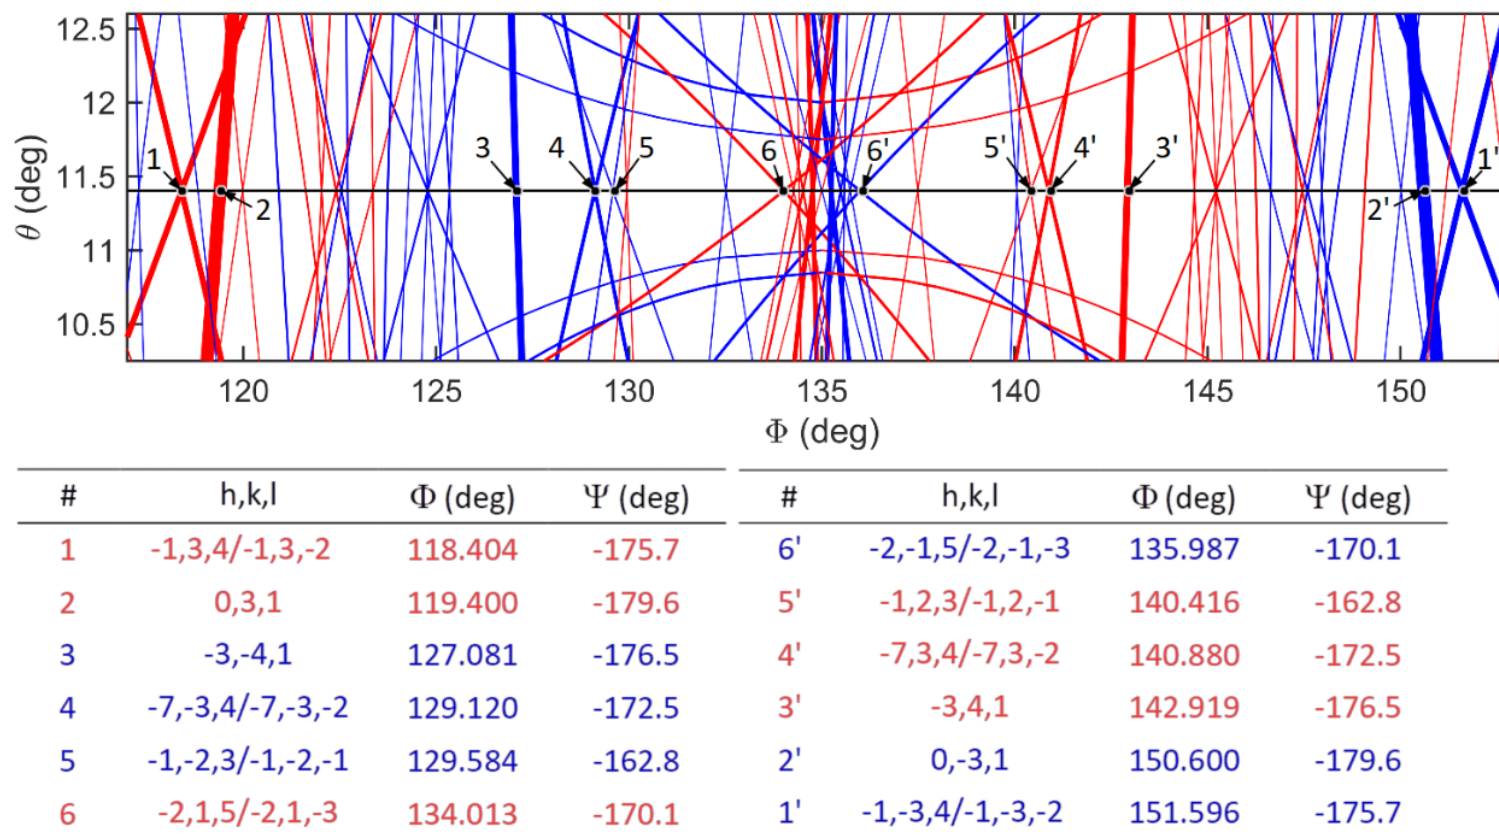 12.5
12
11.5
11
10.5
θ (deg)
1 2 3 4 5 6 6' 5' 4' 3' 2' 1'
120 125 130 135 140 145 150
Φ (deg)
# h,k,l Φ (deg) Ψ (deg) # h,k,l Φ (deg) Ψ (deg)
1 -1,3,4/-1,3,-2 118.404 -175.7 6' -2,-1,5/-2,-1,-3 135.987 -170.1
2 0,3,1 119.400 -179.6 5' -1,2,3/-1,2,-1 140.416 -162.8
3 -3,-4,1 127.081 -176.5 4' -7,3,4/-7,3,-2 140.880 -172.5
4 -7,-3,4/-7,-3,-2 129.120 -172.5 3' -3,4,1 142.919 -176.5
5 -1,-2,3/-1,-2,-1 129.584 -162.8 2' 0,-3,1 150.600 -179.6
6 -2,1,5/-2,1,-3 134.013 -170.1 1' -1,-3,4/-1,-3,-2 151.596 -175.7